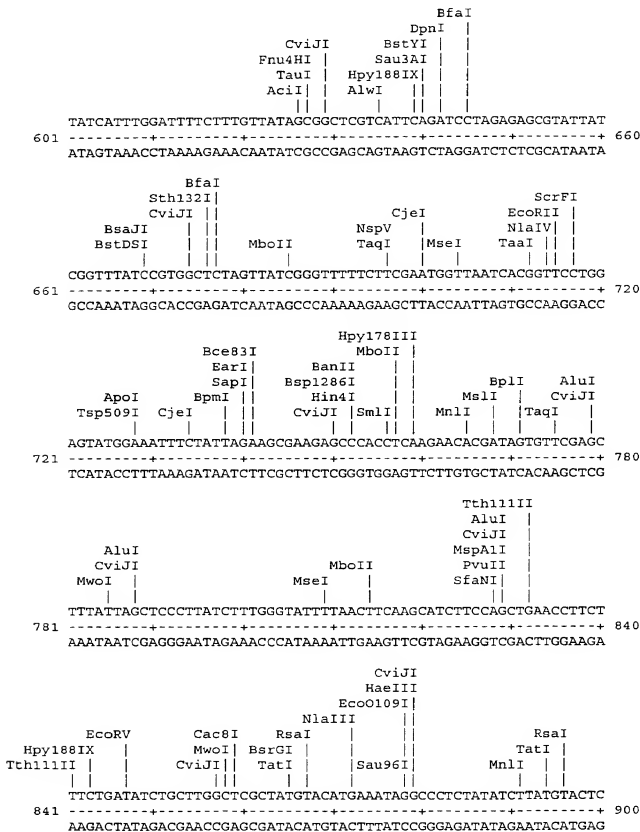 BfaI
DpnI
CviJI BstYI
Fnu4HI Sau3AI
TauI Hpy188IX
AciI AlwI
TATCATTTGGATTTTCTTTGTTATAGCGGCTCGTCATTCAGATCCTAGAGAGCGTATTAT
601 ---------+---------+---------+---------+---------+---------+ 660
ATAGTAAACCTAAAAGAAACAATATCGCCGAGCAGTAAGTCTAGGATCTCTCGCATAATA
BfaI
Sth132I ScrFI
CviJI CjeI EcoRII
BsaJI NspV NlaIV
BstDSI MboII TaqI MseI TaaI
CGGTTTATCCGTGGCTCTAGTTATCGGGTTTTTCTTCGAATGGTTAATCACGGTTCCTGG
661 ---------+---------+---------+---------+---------+---------+ 720
GCCAAATAGGCACCGAGATCAATAGCCCAAAAAGAAGCTTACCAATTAGTGCCAAGGACC
Hpy178III
Bce83I MboII
EarI BanII
SapI Bsp1286I BplI AluI
ApoI BpmI Hin4I MslI CviJI
Tsp509I CjeI CviJI SmlI MnlI TaqI
AGTATGGAAATTTCTATTAGAAGCGAAGAGCCCACCTCAAGAACACGATAGTGTTCGAGC
721 ---------+---------+---------+---------+---------+---------+ 780
TCATACCTTTAAAGATAATCTTCGCTTCTCGGGTGGAGTTCTTGTGCTATCACAAGCTCG
Tth111II
AluI
CviJI
AluI MspA1I
CviJI MboII PvuII
MwoI MseI SfaNI
TTTATTAGCTCCCTTATCTTTGGGTATTTTAACTTCAAGCATCTTCCAGCTGAACCTTCT
781 ---------+---------+---------+---------+---------+---------+ 840
AAATAATCGAGGGAATAGAAACCCATAAAATTGAAGTTCGTAGAAGGTCGACTTGGAAGA
CviJI
HaeIII
EcoO109I
NlaIII
EcoRV Cac8I RsaI RsaI
Hpy188IX MwoI BsrGI TatI
Tth111II CviJI TatI Sau96I MnlI
TTCTGATATCTGCTTGGCTCGCTATGTACATGAAATAGGCCCTCTATATCTTATGTACTC
841 ---------+---------+---------+---------+---------+---------+ 900
AAGACTATAGACGAACCGAGCGATACATGTACTTTATCCGGGAGATATAGAATACATGAG